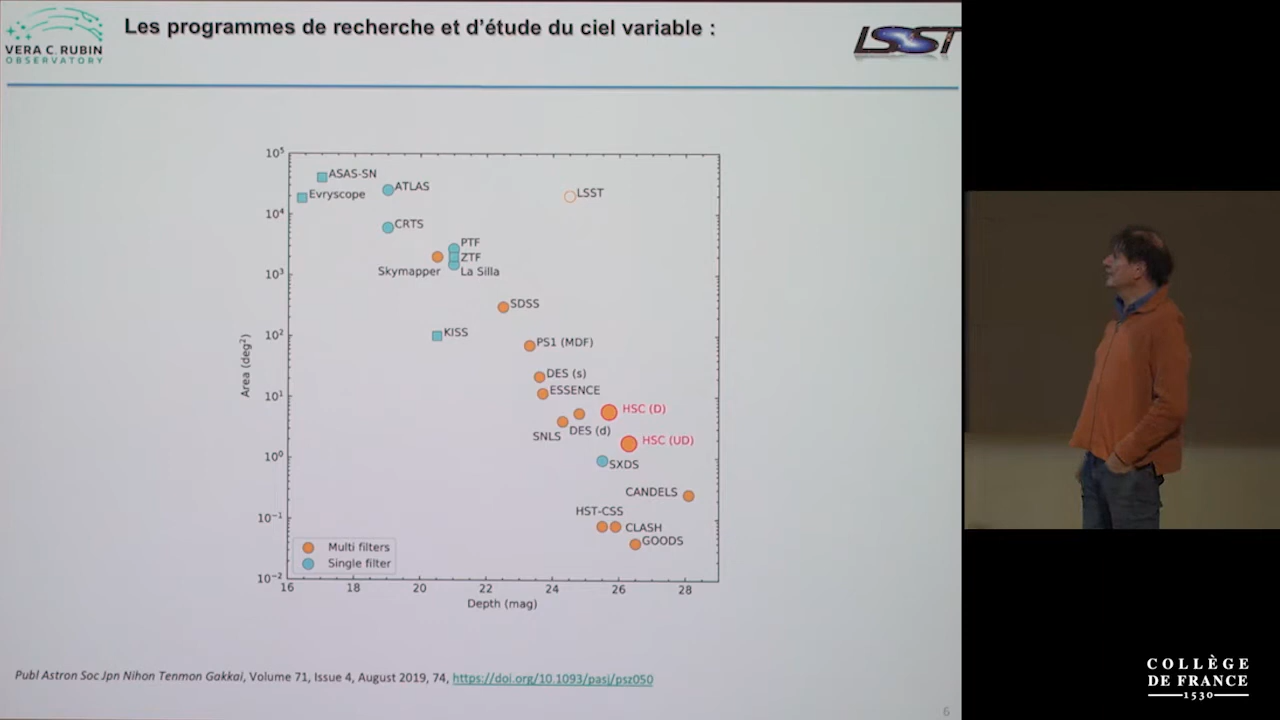 VERA C. RUBIN
OBSERVATORY
Les programmes de recherche et d'étude du ciel variable :
LSST
10⁵
ASAS-SN
ATLAS
Evryscope
LSST
10⁴
CRTS
PTF
ZTF
Skymapper
La Silla
10³
SDSS
10²
KISS
PS1 (MDF)
DES (s)
ESSENCE
10¹
HSC (D)
DES (d)
SNLS
HSC (UD)
10⁰
SXDS
CANDELS
HST-CSS
10⁻¹
CLASH
GOODS
Multi filters
Single filter
10⁻²
Area (deg²)
16 18 20 22 24 26 28
Depth (mag)
Publ Astron Soc Jpn Nihon Tenmon Gakkai, Volume 71, Issue 4, August 2019, 74, https://doi.org/10.1093/pasj/psz050
6
COLLÈGE
DE FRANCE
1530